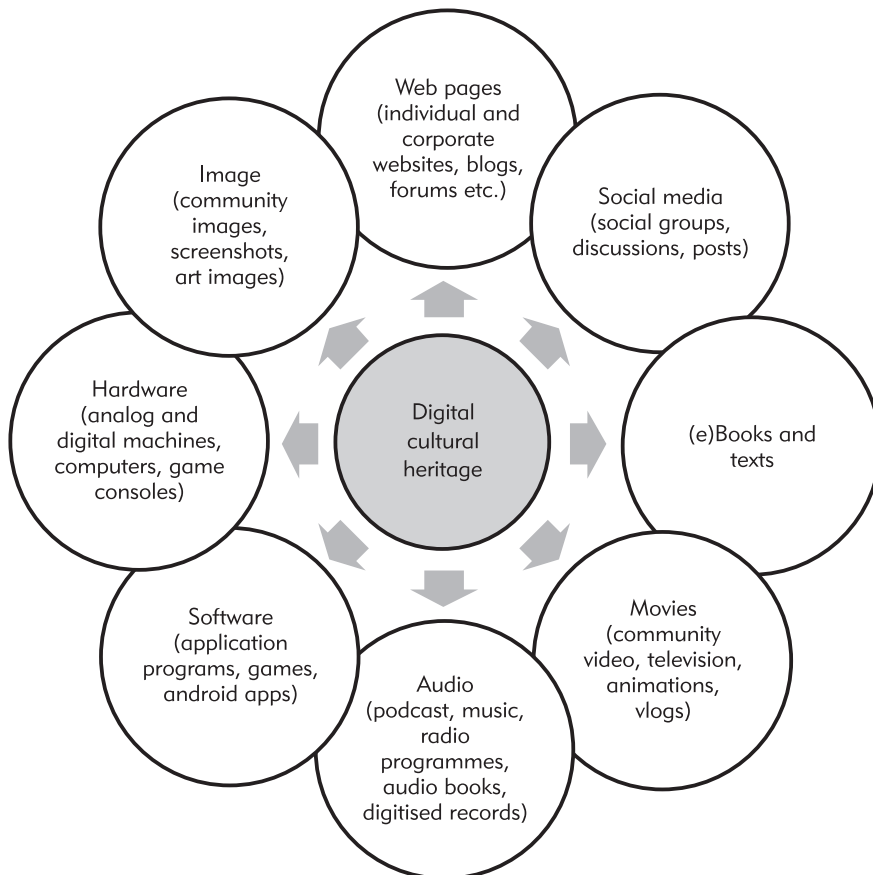 Web pages
(individual and
corporate
websites, blogs,
forums etc.)
Social media
(social groups,
discussions, posts)
(e)Books and
texts
Movies
(community
video, television,
animations,
vlogs)
Audio
(podcast, music,
radio
programmes,
audio books,
digitised records)
Software
(application
programs, games,
android apps)
Hardware
(analog and
digital machines,
computers, game
consoles)
Image
(community
images,
screenshots,
art images)
Digital
cultural
heritage